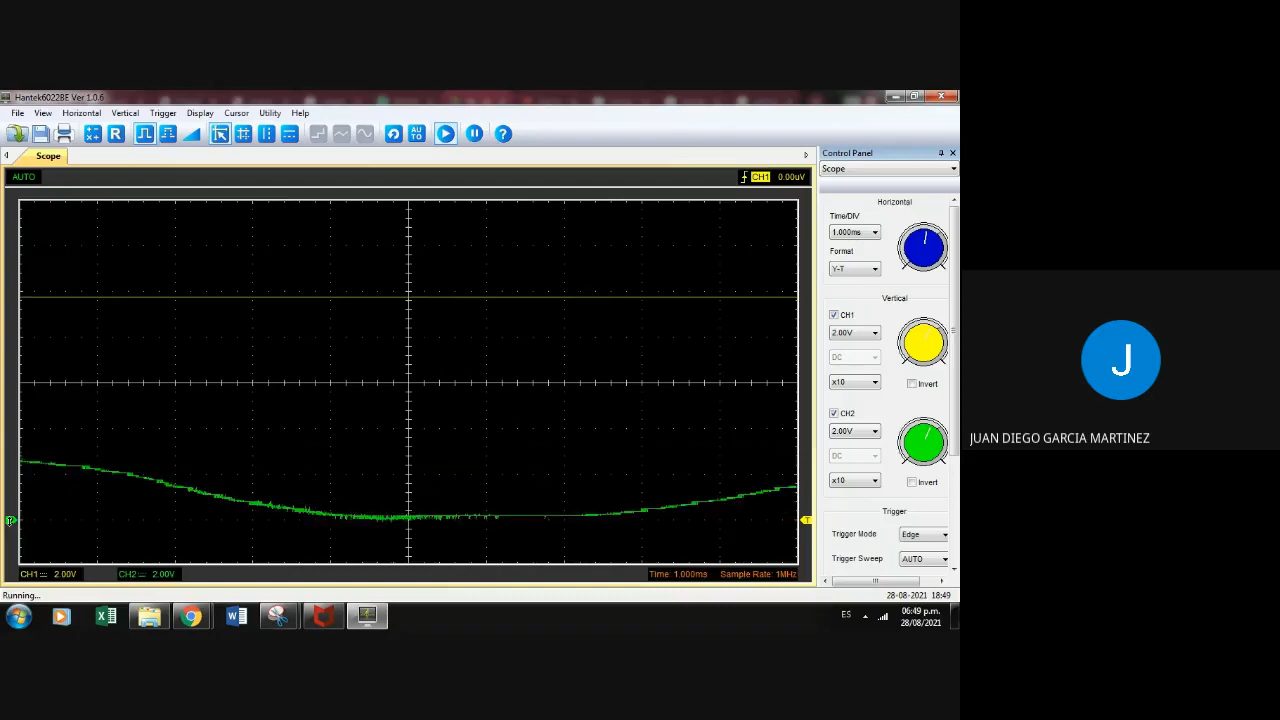 Hantek6022BE Ver 1.0.6
File View Horizontal Vertical Trigger Display Cursor Utility Help
R AU TO ?
Scope
Control Panel
Scope
AUTO
CH1 0.00uV
Horizontal
Time/DIV
1.000ms
Format
Y-T
Vertical
CH1
2.00V
DC
x10
Invert
CH2
2.00V
DC
x10
Invert
Trigger
T
Trigger Mode Edge
Trigger Sweep AUTO
CH1 2.00V CH2 2.00V Time: 1.000ms Sample Rate: 1MHz
Running...
28-08-2021 18:49
ES
06:49 p.m.
28/08/2021
J
JUAN DIEGO GARCIA MARTINEZ